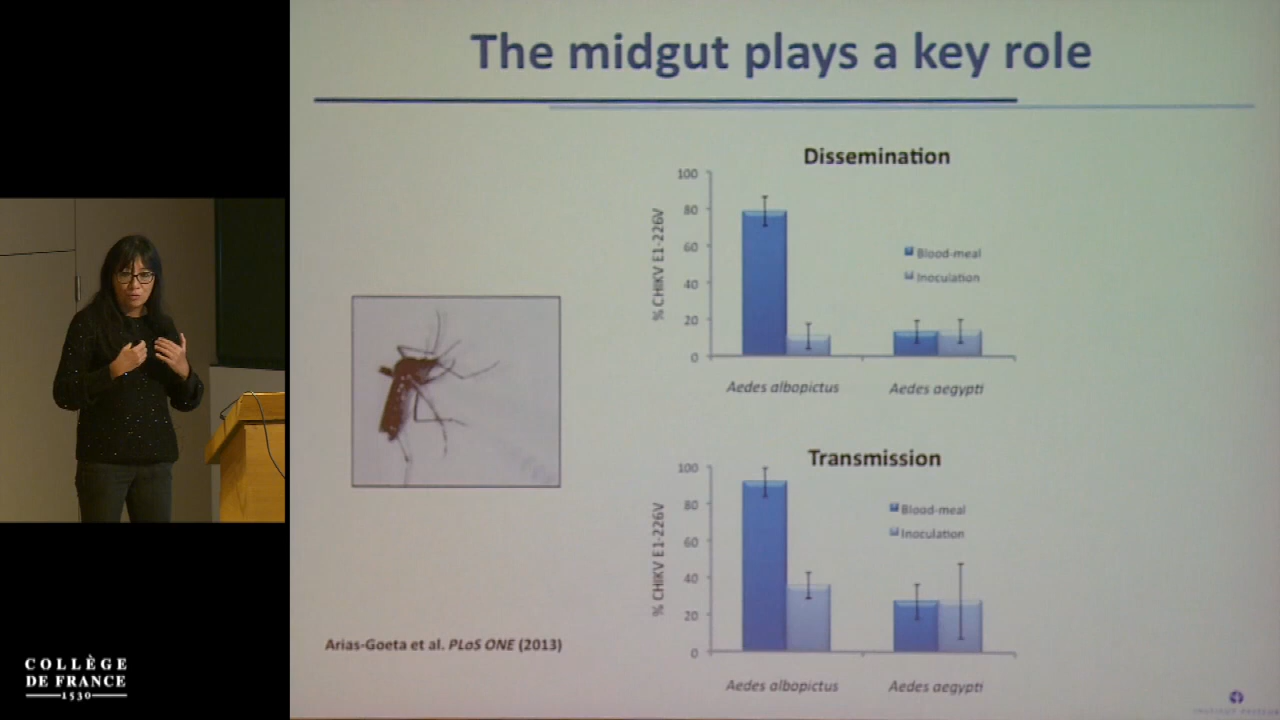 The midgut plays a key role
Dissemination
% CHIKV E1-226V
100
80
60
40
20
0
Blood-meal
Inoculation
Aedes albopictus
Aedes aegypti
Transmission
% CHIKV E1-226V
100
80
60
40
20
0
Blood-meal
Inoculation
Aedes albopictus
Aedes aegypti
Arias-Goeta et al. PLoS ONE (2013)
COLLÈGE
DE FRANCE
1530
INSTITUT PASTEUR